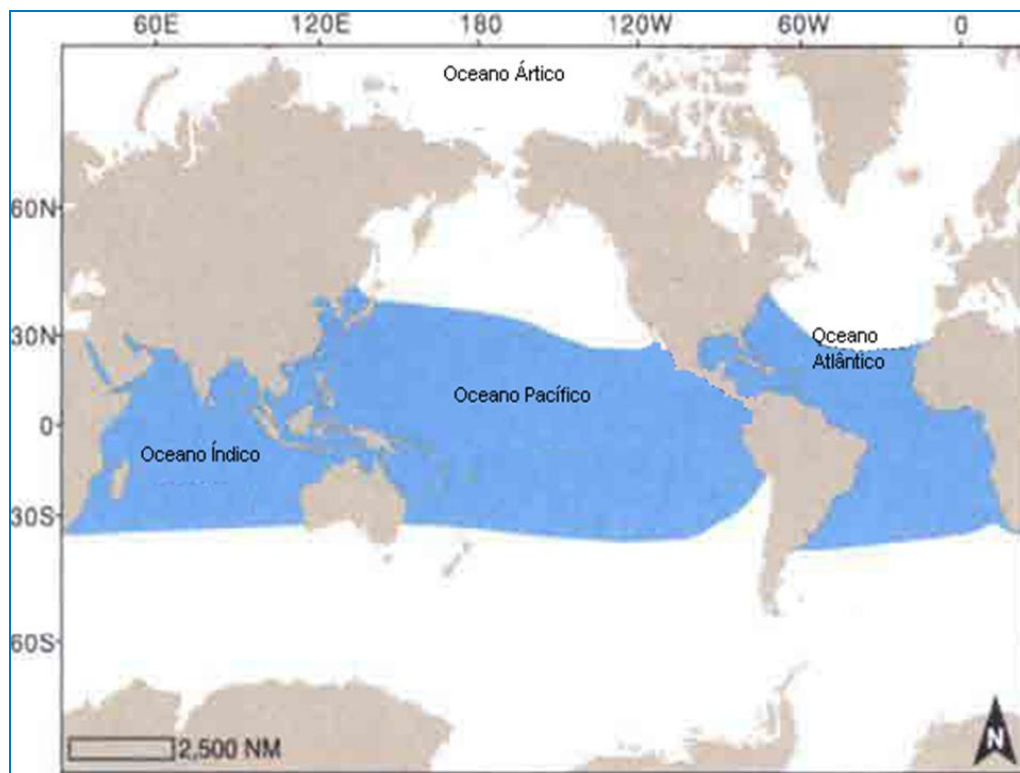 60E 120E 180 120W 60W 0
Oceano Ártico
60N
30N
Qceano
Atlântico
Oceano Pacífico
0
Oceano Índico
30S
60S
2,500 NM
N